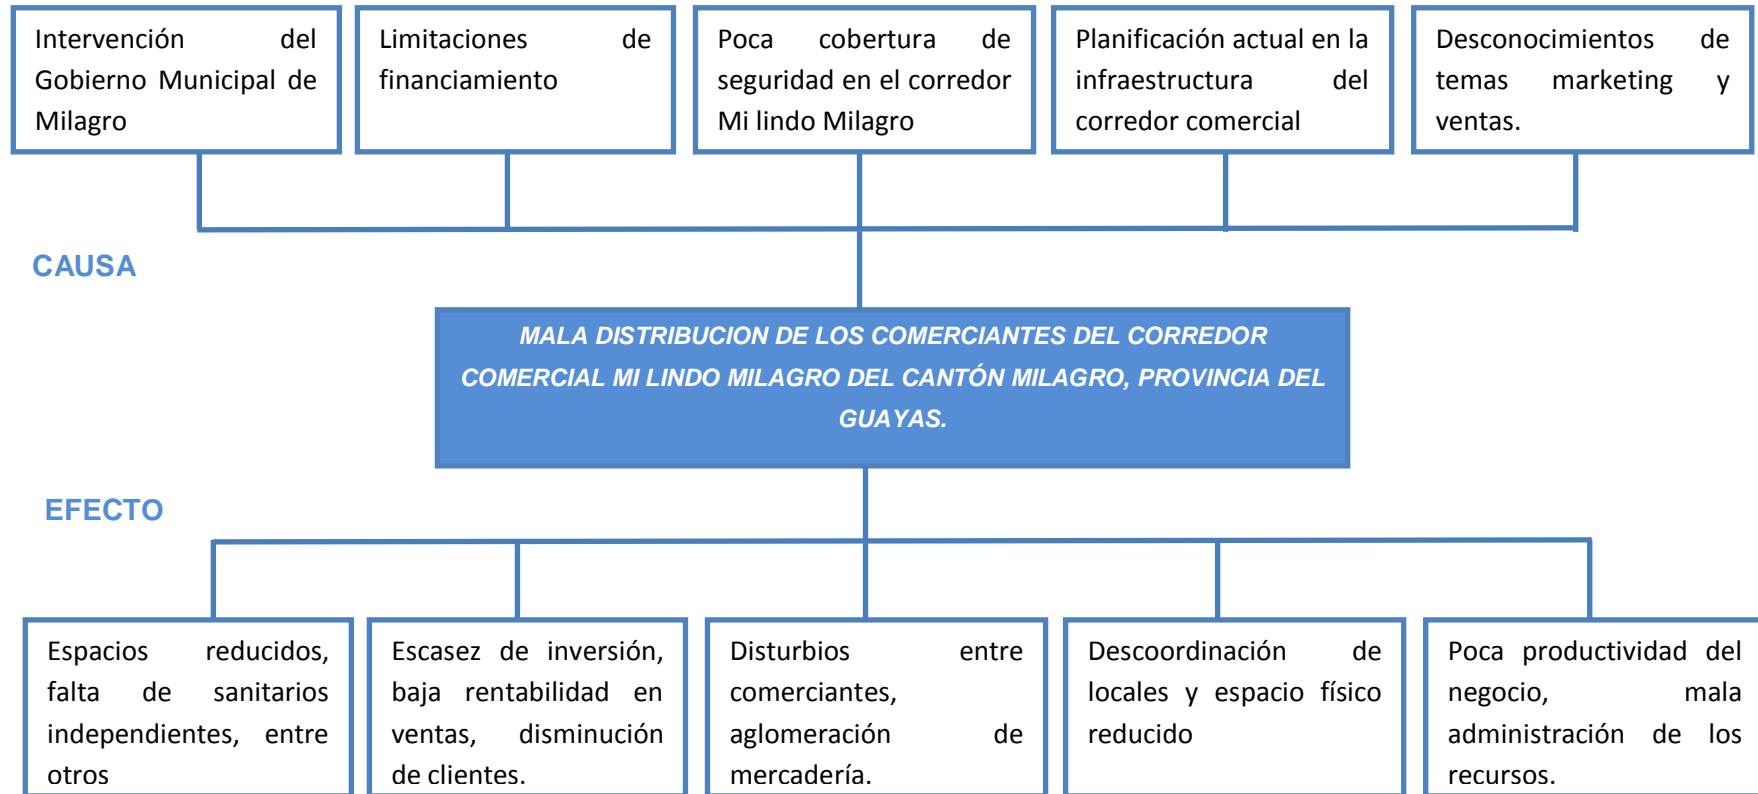 Intervención del
Gobierno Municipal de
Milagro
Limitaciones de
financiamiento
Poca cobertura de
seguridad en el corredor
Mi lindo Milagro
Planificación actual en la
infraestructura del
corredor comercial
Desconocimientos de
temas marketing y
ventas.
CAUSA
MALA DISTRIBUCION DE LOS COMERCIANTES DEL CORREDOR
COMERCIAL MI LINDO MILAGRO DEL CANTÓN MILAGRO, PROVINCIA DEL
GUAYAS.
EFECTO
Espacios reducidos,
falta de sanitarios
independientes, entre
otros
Escasez de inversión,
baja rentabilidad en
ventas, disminución
de clientes.
Disturbios entre
comerciantes,
aglomeración de
mercadería.
Descoordinación de
locales y espacio físico
reducido
Poca productividad del
negocio, mala
administración de los
recursos.